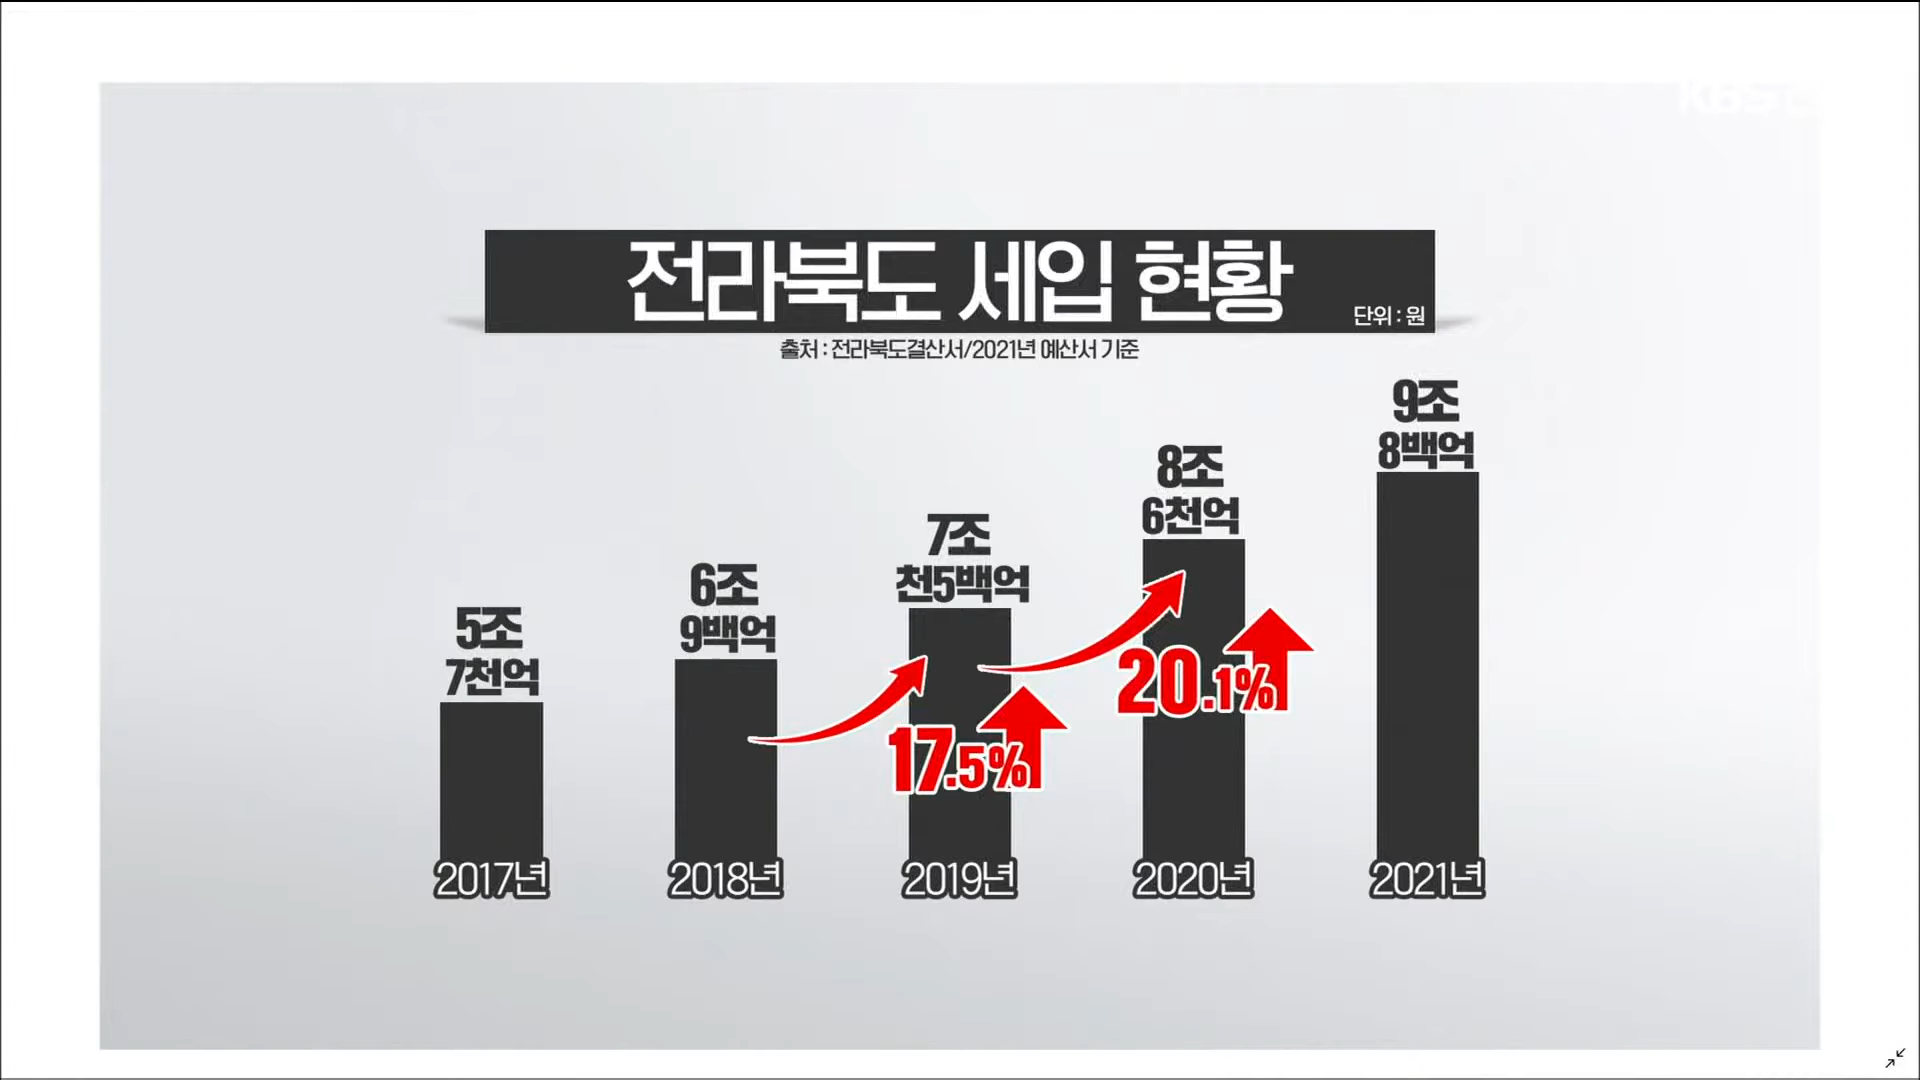 전라북도 세입 현황
단위 : 원
출처 : 전라북도결산서/2021년 예산서 기준
5조
7천억
6조
9백억
7조
천5백억
8조
6천억
9조
8백억
17.5%
20.1%
2017년
2018년
2019년
2020년
2021년